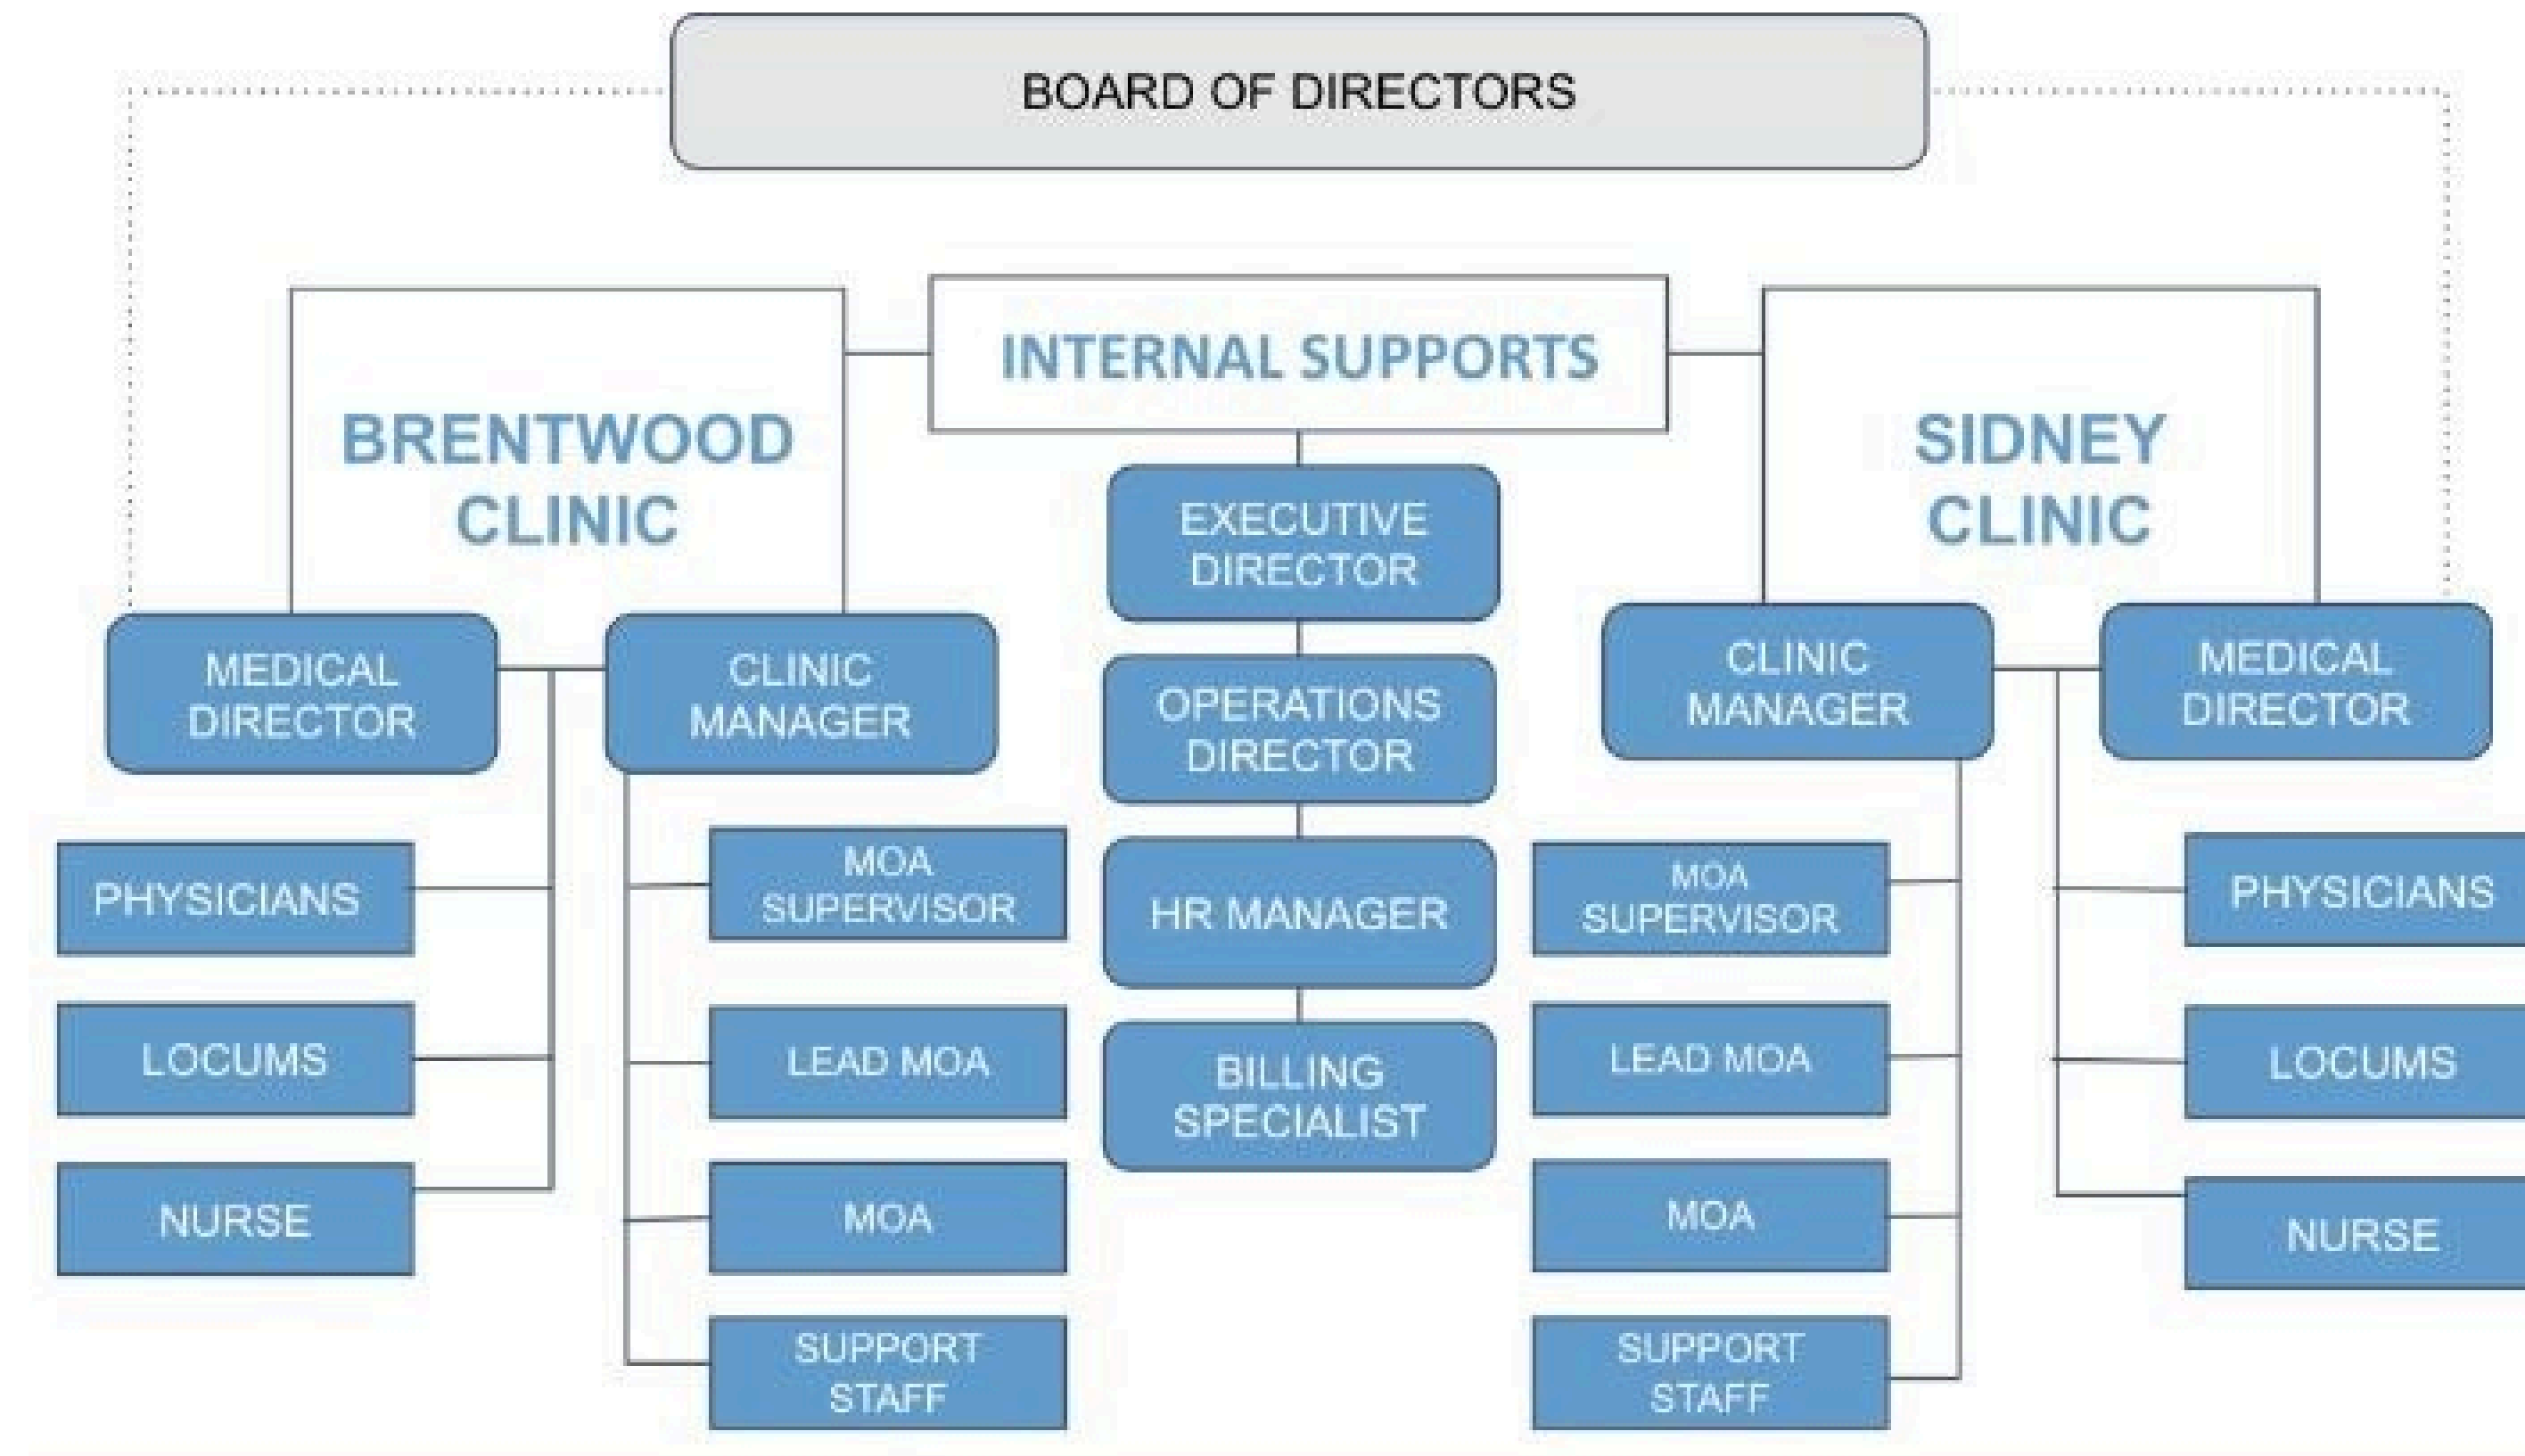 BOARD OF DIRECTORS
INTERNAL SUPPORTS
BRENTWOOD
CLINIC
SIDNEY
CLINIC
EXECUTIVE
DIRECTOR
MEDICAL
DIRECTOR
CLINIC
MANAGER
OPERATIONS
DIRECTOR
CLINIC
MANAGER
MEDICAL
DIRECTOR
PHYSICIANS
MOA
SUPERVISOR
HR MANAGER
MOA
SUPERVISOR
PHYSICIANS
LOCUMS
LEAD MOA
BILLING
SPECIALIST
LEAD MOA
LOCUMS
NURSE
MOA
MOA
NURSE
SUPPORT
STAFF
SUPPORT
STAFF